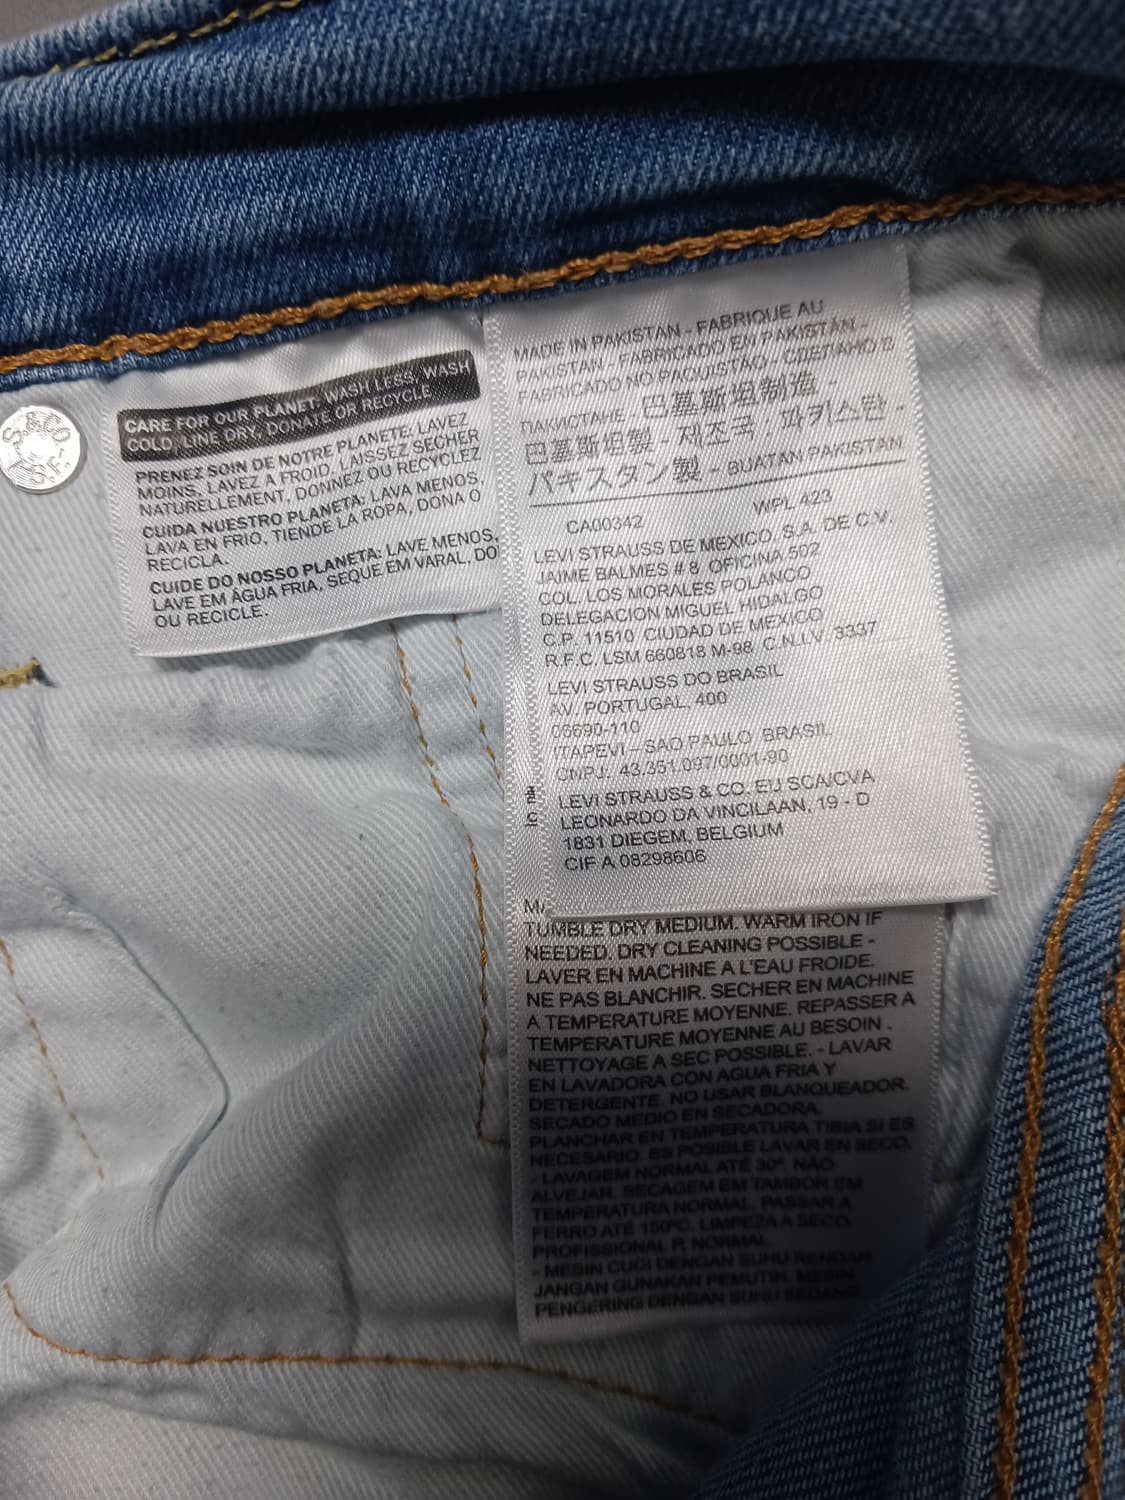 S.&CO.
S.F.
CARE FOR OUR PLANET: WASH LESS, WASH
COLD, LINE DRY, DONATE OR RECYCLE
PRENEZ SOIN DE NOTRE PLANETE: LAVEZ
MOINS, LAVEZ A FROID, LAISSEZ SECHER
NATURELLEMENT, DONNEZ OU RECYCLEZ
CUIDA NUESTRO PLANETA: LAVA MENOS,
LAVA EN FRIO, TIENDE LA ROPA, DONA O
RECICLA.
CUIDE DO NOSSO PLANETA: LAVE MENOS,
LAVE EM ÁGUA FRIA, SEQUE EM VARAL, DO
OU RECICLE.
MADE IN PAKISTAN - FABRIQUE AU
PAKISTAN - FABRICADO EN PAKISTÁN -
FABRICADO NO PAQUISTÃO - СДЕЛАНО В
ПАКИСТАНЕ - 巴基斯坦制造 -
巴基斯坦製 - 제조국 파키스탄
パキスタン製 - BUATAN PAKISTAN
CA00342 WPL 423
LEVI STRAUSS DE MEXICO, S.A. DE C.V.
JAIME BALMES # 8 OFICINA 502
COL. LOS MORALES POLANCO
DELEGACION MIGUEL HIDALGO
C.P. 11510 CIUDAD DE MEXICO
R.F.C. LSM 660818 M-98 C.N.I.V. 3337
LEVI STRAUSS DO BRASIL
AV. PORTUGAL, 400
06690-110
ITAPEVI – SAO PAULO BRASIL
CNPJ: 43.351.097/0001-90
LEVI STRAUSS & CO. EU SCA/CVA
LEONARDO DA VINCILAAN, 19 - D
1831 DIEGEM, BELGIUM
CIF A 08298606
TUMBLE DRY MEDIUM. WARM IRON IF
NEEDED. DRY CLEANING POSSIBLE -
LAVER EN MACHINE A L'EAU FROIDE.
NE PAS BLANCHIR. SECHER EN MACHINE
A TEMPERATURE MOYENNE. REPASSER A
TEMPERATURE MOYENNE AU BESOIN .
NETTOYAGE A SEC POSSIBLE. - LAVAR
EN LAVADORA CON AGUA FRIA Y
DETERGENTE. NO USAR BLANQUEADOR.
SECADO MEDIO EN SECADORA.
PLANCHAR EN TEMPERATURA TIBIA SI ES
NECESARIO. ES POSIBLE LAVAR EN SECO.
- LAVAGEM NORMAL ATÉ 30º. NÃO
ALVEJAR. SECAGEM EM TAMBOR EM
TEMPERATURA NORMAL. PASSAR A
FERRO ATÉ 150ºC. LIMPEZA A SECO
PROFISSIONAL P, NORMAL.
- MESIN CUCI DENGAN SUHU RENDAH
JANGAN GUNAKAN PEMUTIH. MESIN
PENGERING DENGAN SUHU SEDANG